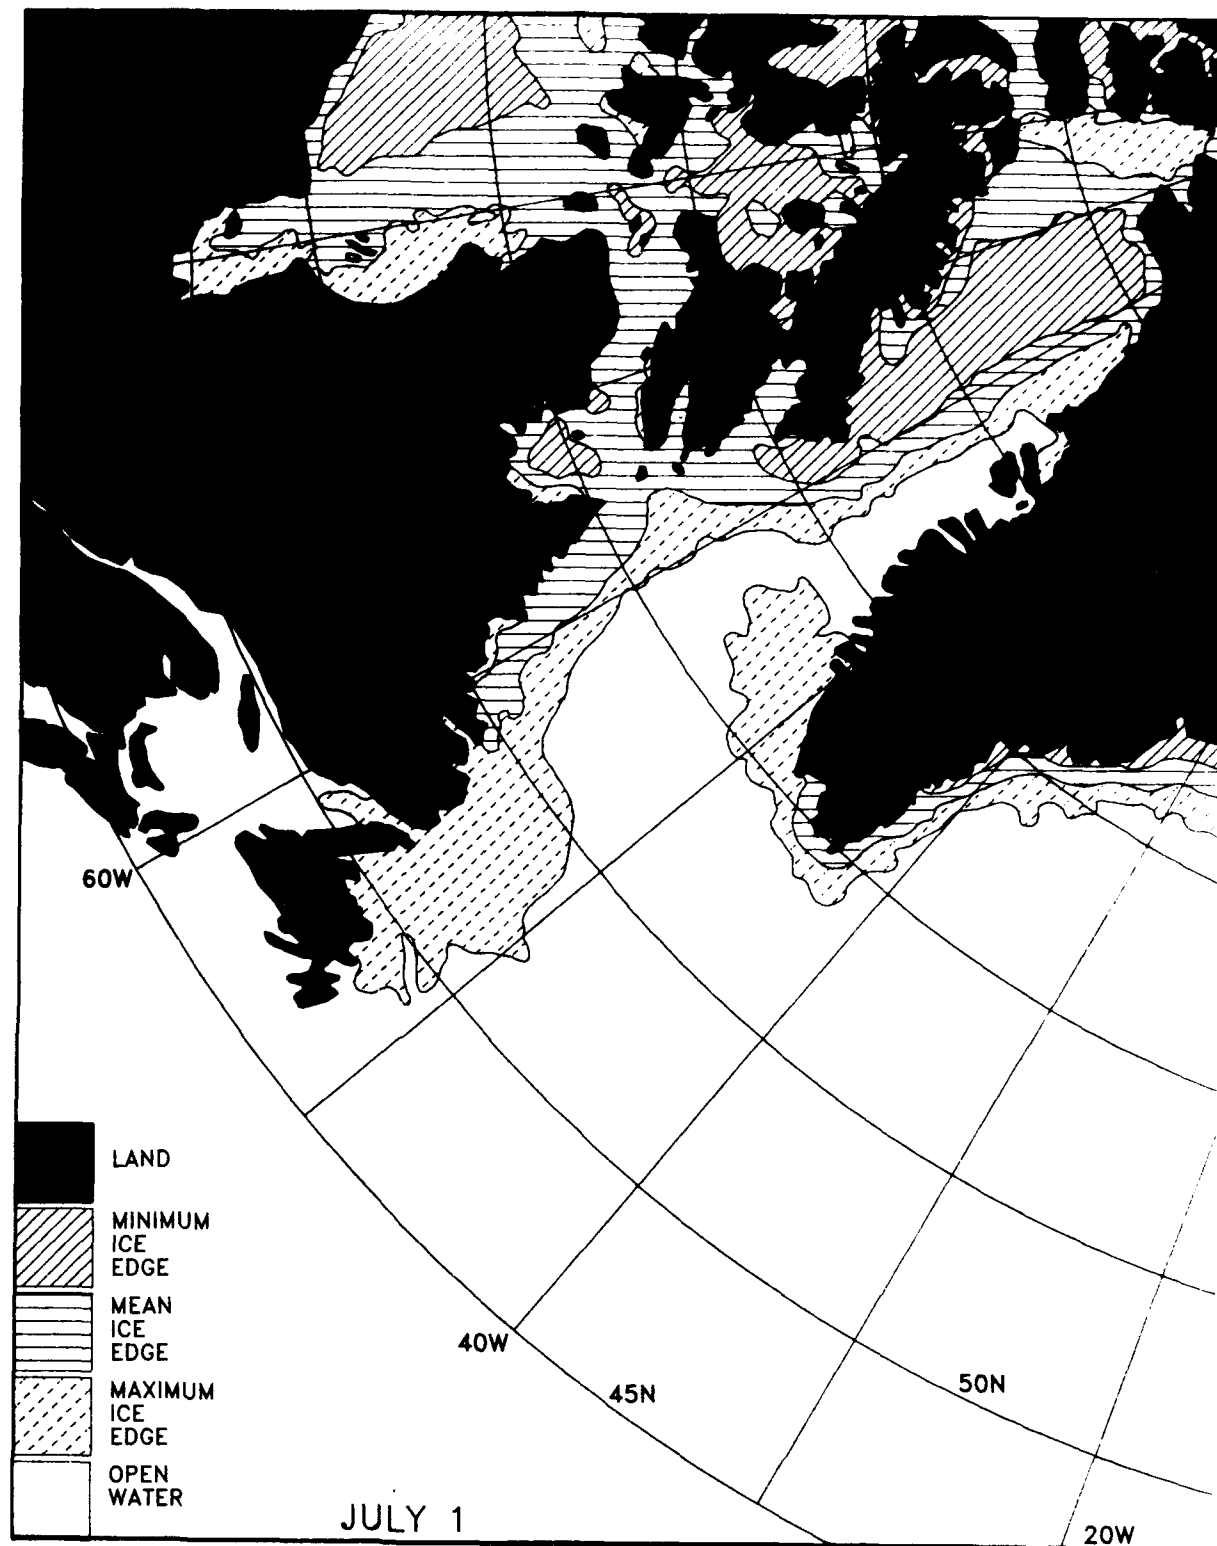 60W
LAND
MINIMUM
ICE
EDGE
MEAN
ICE
EDGE
40W
45N
50N
MAXIMUM
ICE
EDGE
OPEN
WATER
JULY 1
20W